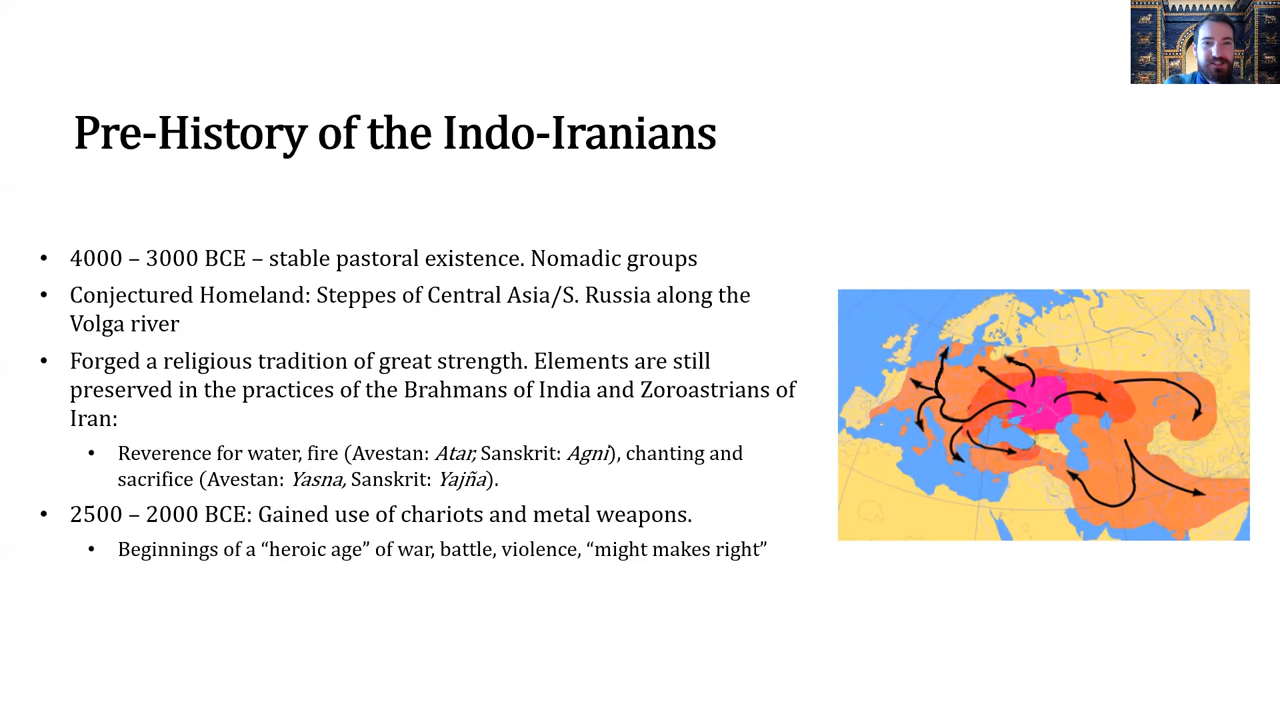 Pre-History of the Indo-Iranians
• 4000 – 3000 BCE – stable pastoral existence. Nomadic groups
• Conjectured Homeland: Steppes of Central Asia/S. Russia along the
Volga river
• Forged a religious tradition of great strength. Elements are still
preserved in the practices of the Brahmans of India and Zoroastrians of
Iran:
• Reverence for water, fire (Avestan: Atar, Sanskrit: Agni), chanting and
sacrifice (Avestan: Yasna, Sanskrit: Yajña).
• 2500 – 2000 BCE: Gained use of chariots and metal weapons.
• Beginnings of a “heroic age” of war, battle, violence, “might makes right”